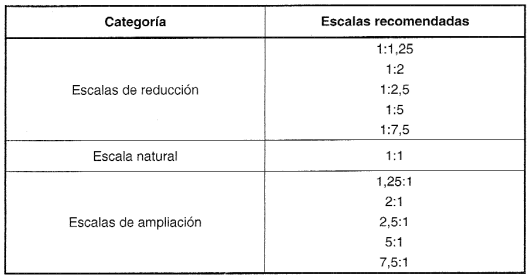 Categoría Escalas recomendadas
1:1,25
1:2
Escalas de reducción 1:2,5
1:5
1:7,5
Escala natural 1:1
1,25:1
2:1
Escalas de ampliación 2,5:1
5:1
7,5:1